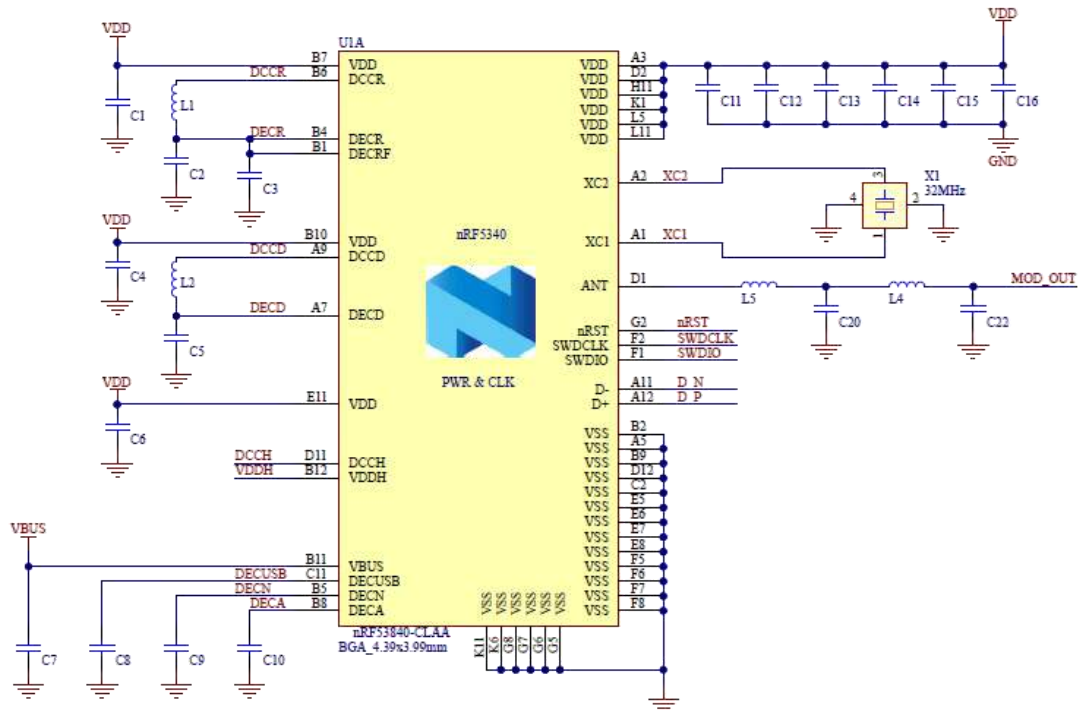 VDD
VDD
U1A
B7 VDD
VDD A3
DCCR B6 DCCR
VDD D2
VDD H11
VDD K1
VDD L5
VDD L11
L1
C1
C11 C12 C13 C14 C15 C16
DECR B4 DECR
B1 DECRF
GND
C2
C3
XC2 A2 XC2
3
X1
32MHz
4
2
VDD
B10 VDD
nRF5340
XC1 A1 XC1
1
DCCD A9 DCCD
C4
L2
ANT D1
L5
L4
MOD_OUT
C20
C22
DECD A7 DECD
nRST G2 nRST
SWDCLK F2 SWDCLK
SWDIO F1 SWDIO
C5
PWR & CLK
D- A11 D_N
D+ A12 D_P
VDD
E11 VDD
C6
VSS B2
VSS A5
VSS B9
VSS D12
VSS C2
VSS E5
VSS E6
VSS E7
VSS E8
VSS F5
VSS F6
VSS F7
VSS F8
DCCH D11 DCCH
VDDH B12 VDDH
VBUS
B11 VBUS
DECUSB C11 DECUSB
DECN B5 DECN
DECA B8 DECA
VSS VSS VSS VSS VSS VSS
K11 K6 G8 G7 G6 G5
nRF53840-CLAA
BGA_4.39x3.99mm
C7
C8
C9
C10